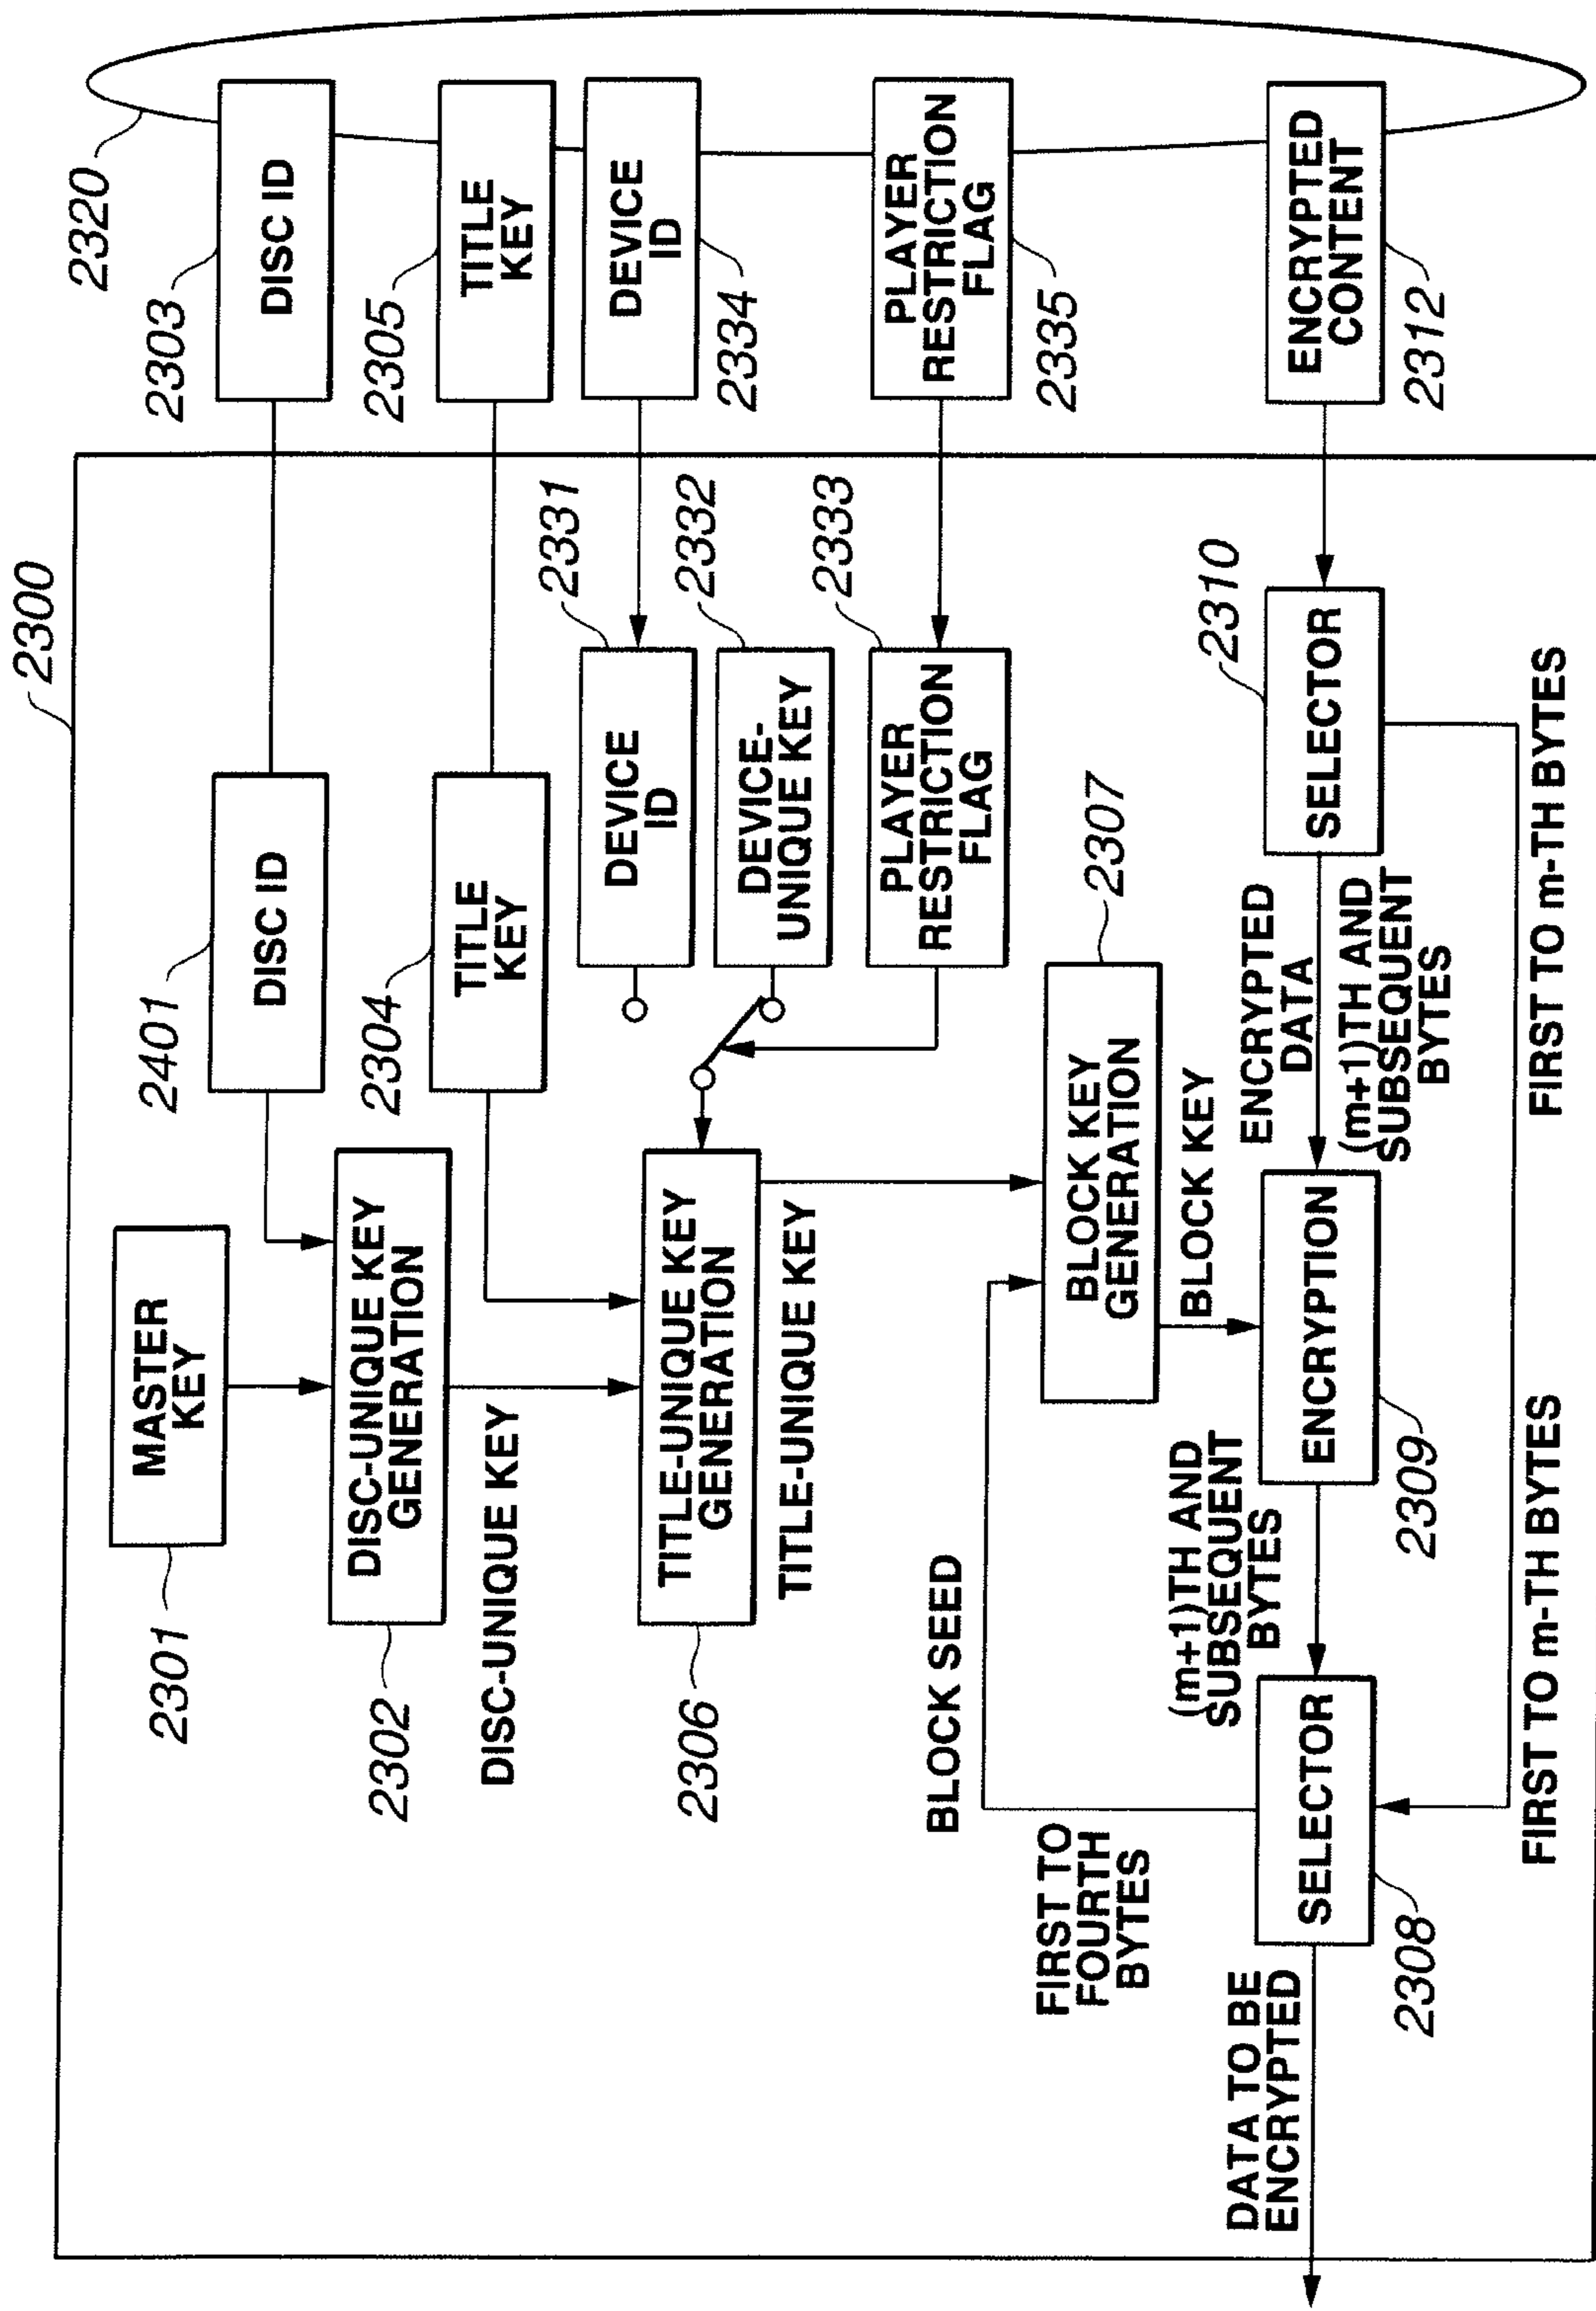 2300
2320
MASTER
KEY
2301
2401
DISC ID
2303
DISC ID
DISC-UNIQUE KEY
GENERATION
2302
DISC-UNIQUE KEY
2304
TITLE
KEY
2305
TITLE
KEY
TITLE-UNIQUE KEY
GENERATION
2306
TITLE-UNIQUE KEY
DEVICE
ID
2331
DEVICE
ID
2334
DEVICE-
UNIQUE KEY
2332
PLAYER
RESTRICTION
FLAG
2333
PLAYER
RESTRICTION
FLAG
2335
BLOCK SEED
FIRST TO
FOURTH
BYTES
BLOCK KEY
GENERATION
2307
BLOCK KEY
DATA TO BE
ENCRYPTED
SELECTOR
2308
(m+1)TH AND
SUBSEQUENT
BYTES
ENCRYPTION
2309
ENCRYPTED
DATA
(m+1)TH AND
SUBSEQUENT
BYTES
SELECTOR
2310
ENCRYPTED
CONTENT
2312
FIRST TO m-TH BYTES
FIRST TO m-TH BYTES